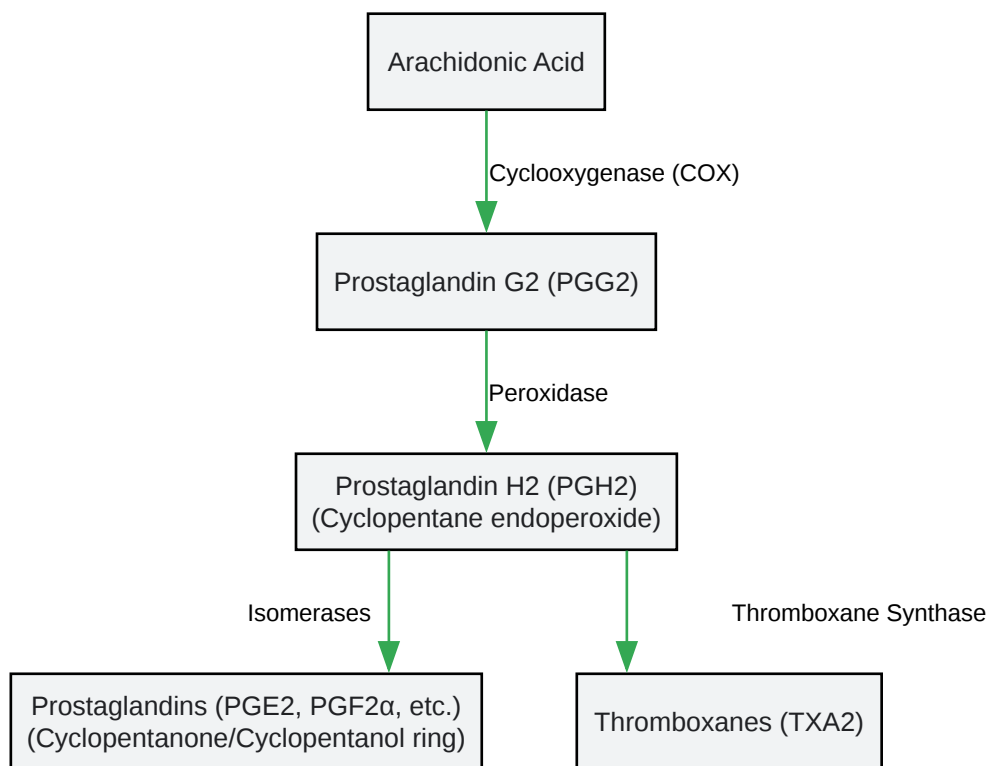 Arachidonic Acid
Cyclooxygenase (COX)
Prostaglandin G2 (PGG2)
Peroxidase
Prostaglandin H2 (PGH2)
(Cyclopentane endoperoxide)
Isomerases
Thromboxane Synthase
Prostaglandins (PGE2, PGF2α, etc.)
(Cyclopentanone/Cyclopentanol ring)
Thromboxanes (TXA2)